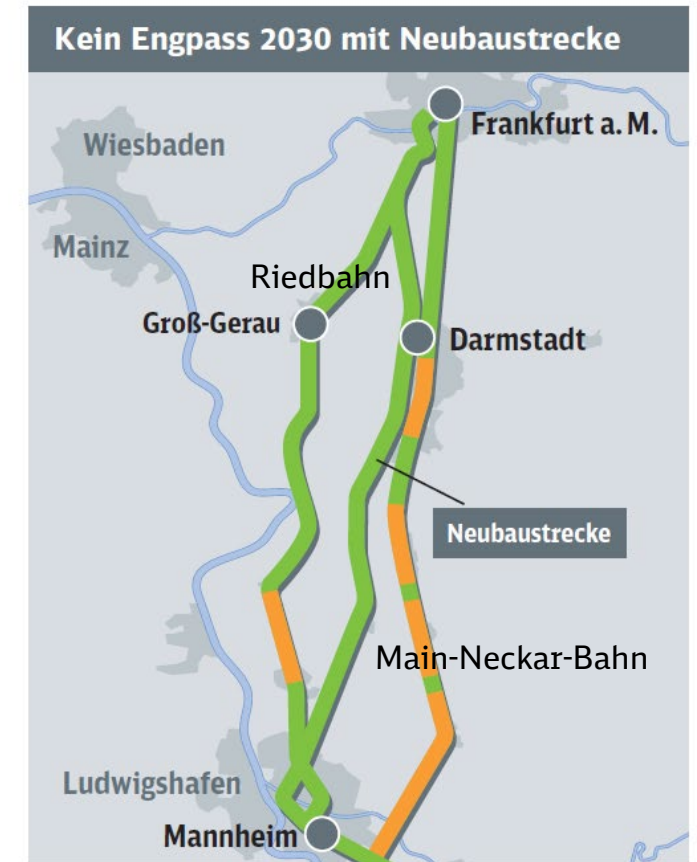 Kein Engpass 2030 mit Neubaustrecke
Frankfurt a. M.
Wiesbaden
Mainz
Riedbahn
Groß-Gerau
Darmstadt
Neubaustrecke
Main-Neckar-Bahn
Ludwigshafen
Mannheim